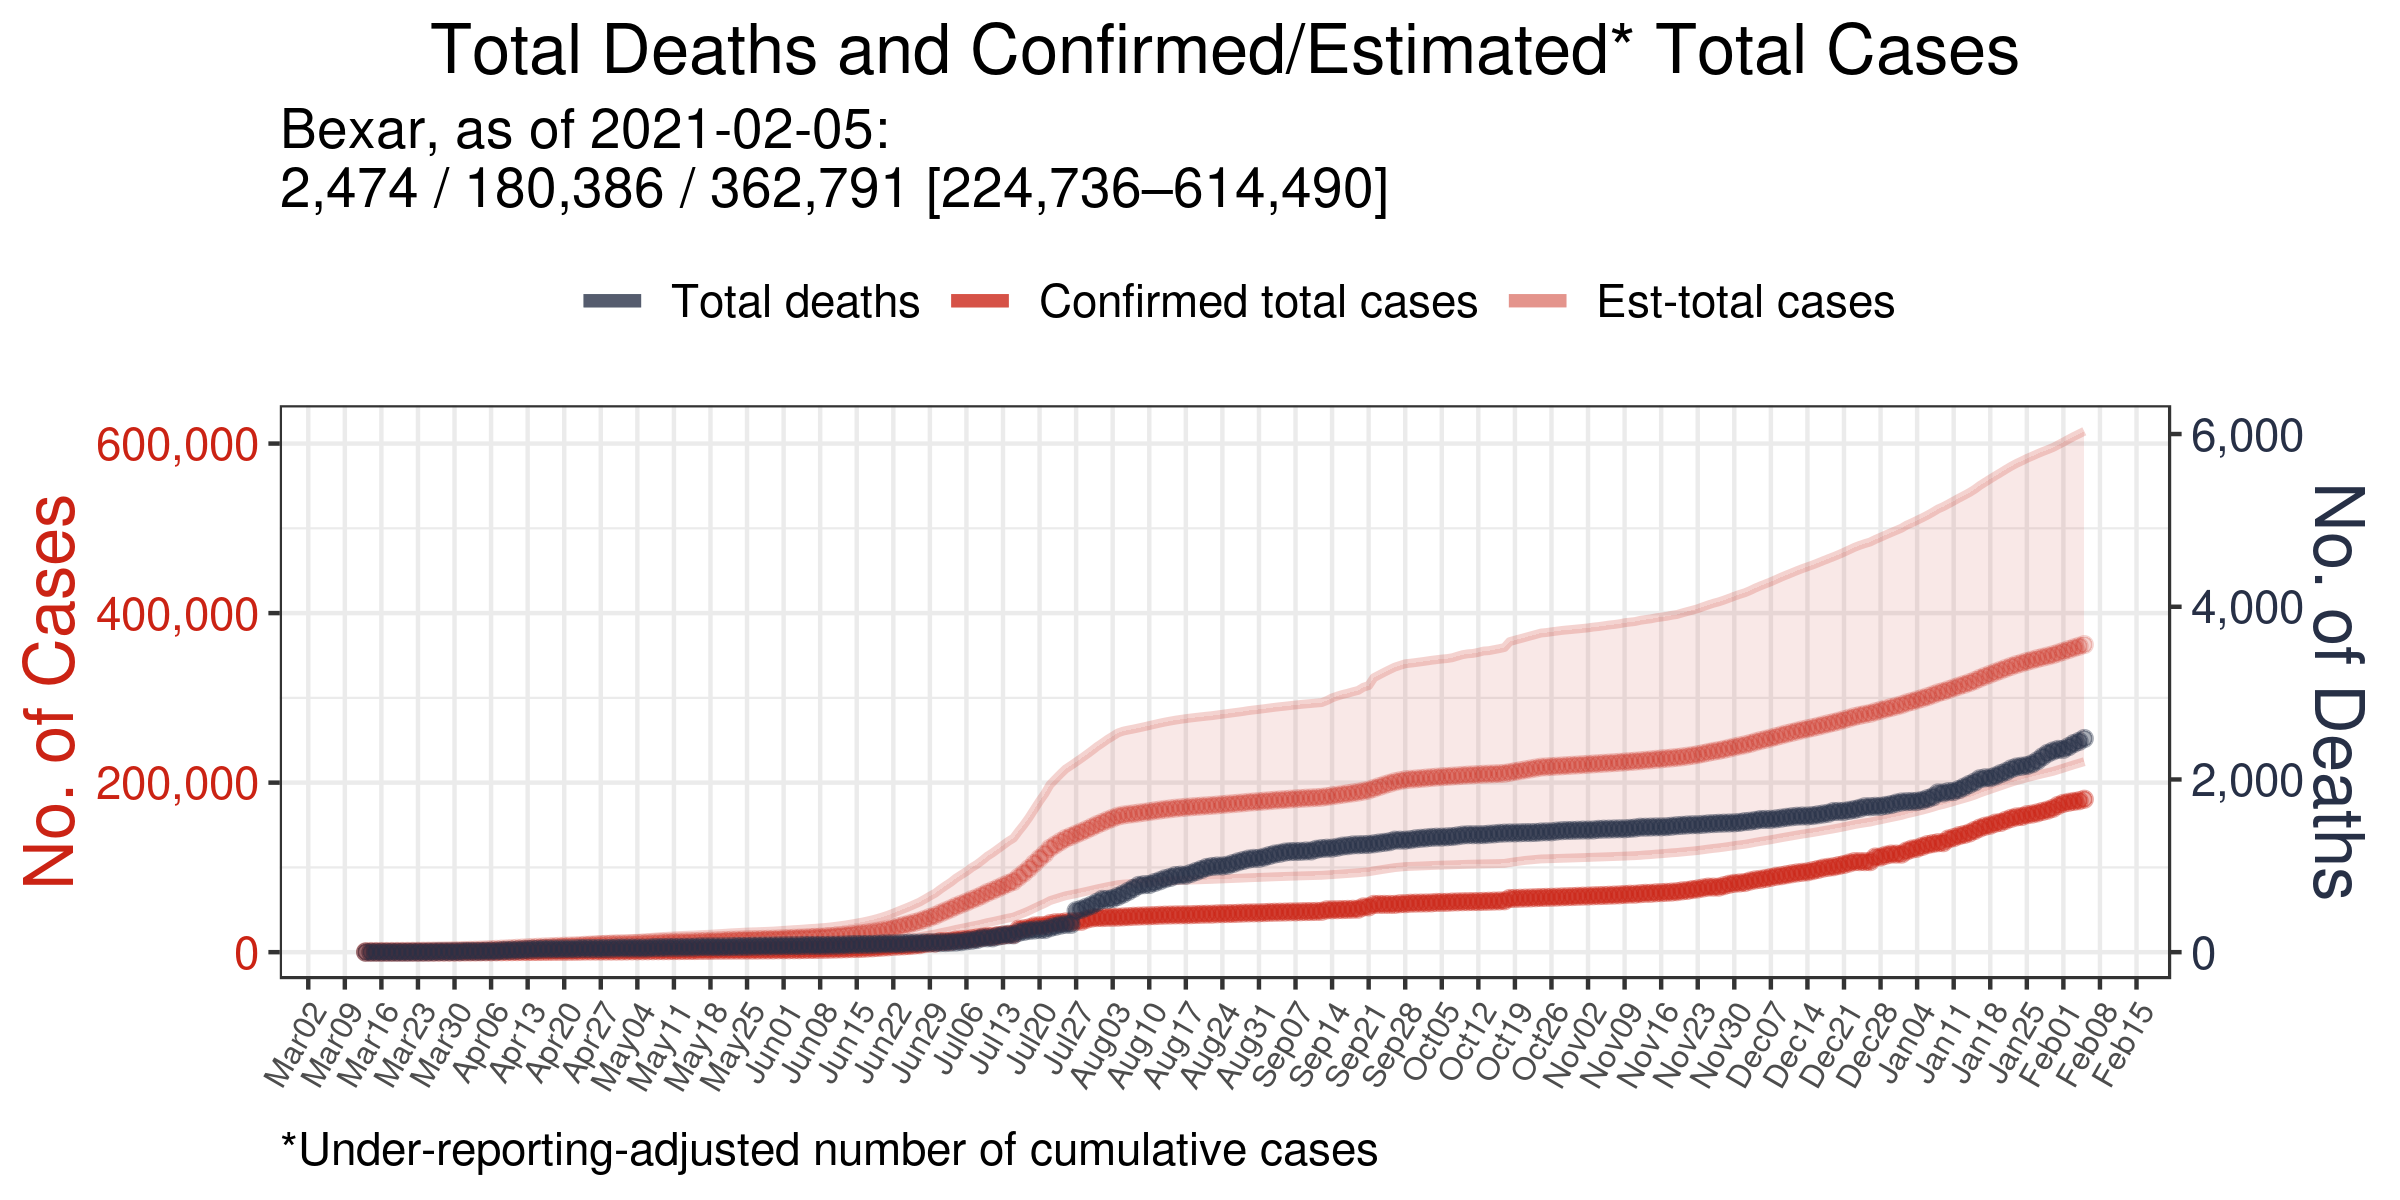 Total Deaths and Confirmed/Estimated* Total Cases
Bexar, as of 2021-02-05:
2,474 / 180,386 / 362,791 [224,736–614,490]
Total deaths
Confirmed total cases
Est-total cases
No. of Cases
600,000
400,000
200,000
0
6,000
4,000
2,000
0
No. of Deaths
Mar02
Mar09
Mar16
Mar23
Mar30
Apr06
Apr13
Apr20
Apr27
May04
May11
May18
May25
Jun01
Jun08
Jun15
Jun22
Jun29
Jul06
Jul13
Jul20
Jul27
Aug03
Aug10
Aug17
Aug24
Aug31
Sep07
Sep14
Sep21
Sep28
Oct05
Oct12
Oct19
Oct26
Nov02
Nov09
Nov16
Nov23
Nov30
Dec07
Dec14
Dec21
Dec28
Jan04
Jan11
Jan18
Jan25
Feb01
Feb08
Feb15
*Under-reporting-adjusted number of cumulative cases